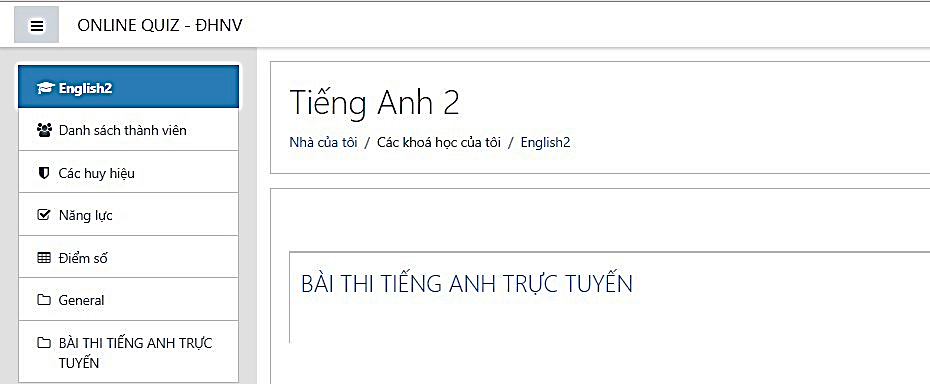 ONLINE QUIZ - ĐHNV
English2
Danh sách thành viên
Các huy hiệu
Năng lực
Điểm số
General
BÀI THI TIẾNG ANH TRỰC
TUYẾN
Tiếng Anh 2
Nhà của tôi / Các khoá học của tôi / English2
BÀI THI TIẾNG ANH TRỰC TUYẾN